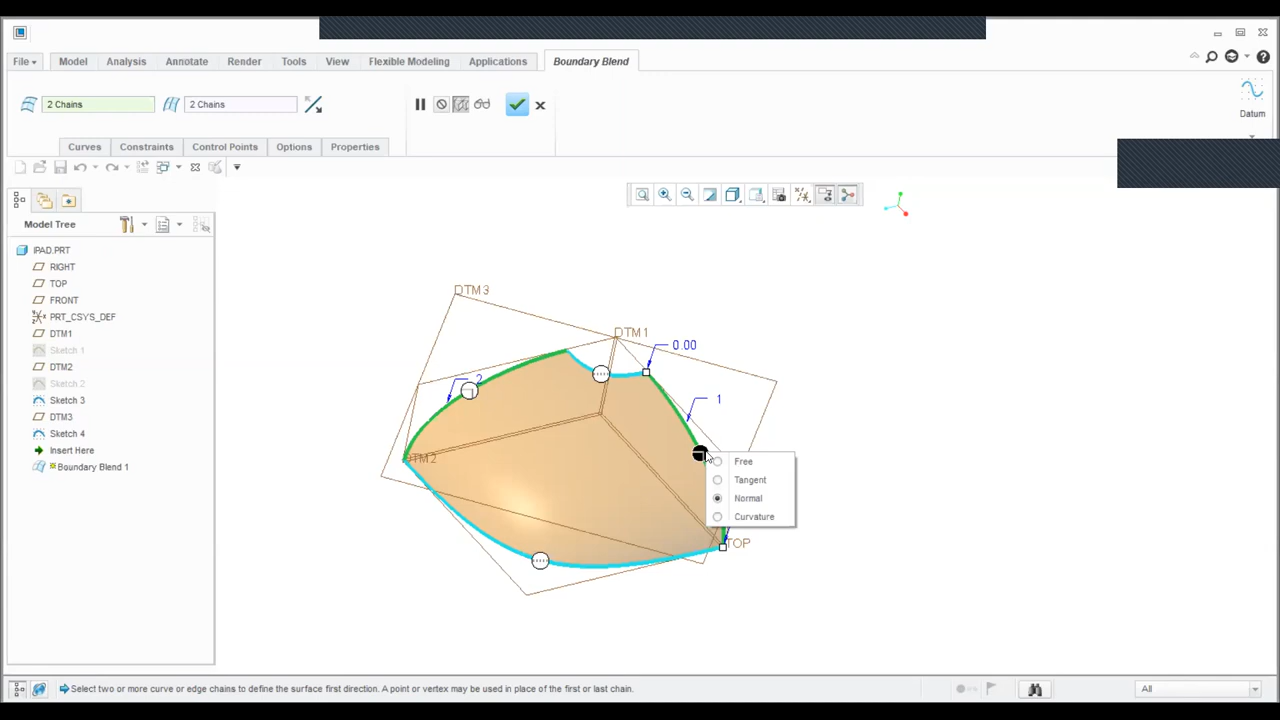 File
Model
Analysis
Annotate
Render
Tools
View
Flexible Modeling
Applications
Boundary Blend
2 Chains
2 Chains
Datum
Curves
Constraints
Control Points
Options
Properties
Model Tree
IPAD.PRT
RIGHT
TOP
FRONT
PRT_CSYS_DEF
DTM1
Sketch 1
DTM2
Sketch 2
Sketch 3
DTM3
Sketch 4
Insert Here
Boundary Blend 1
DTM3
DTM1
0.00
2
1
DTM2
TOP
Free
Tangent
Normal
Curvature
Select two or more curve or edge chains to define the surface first direction. A point or vertex may be used in place of the first or last chain.
All